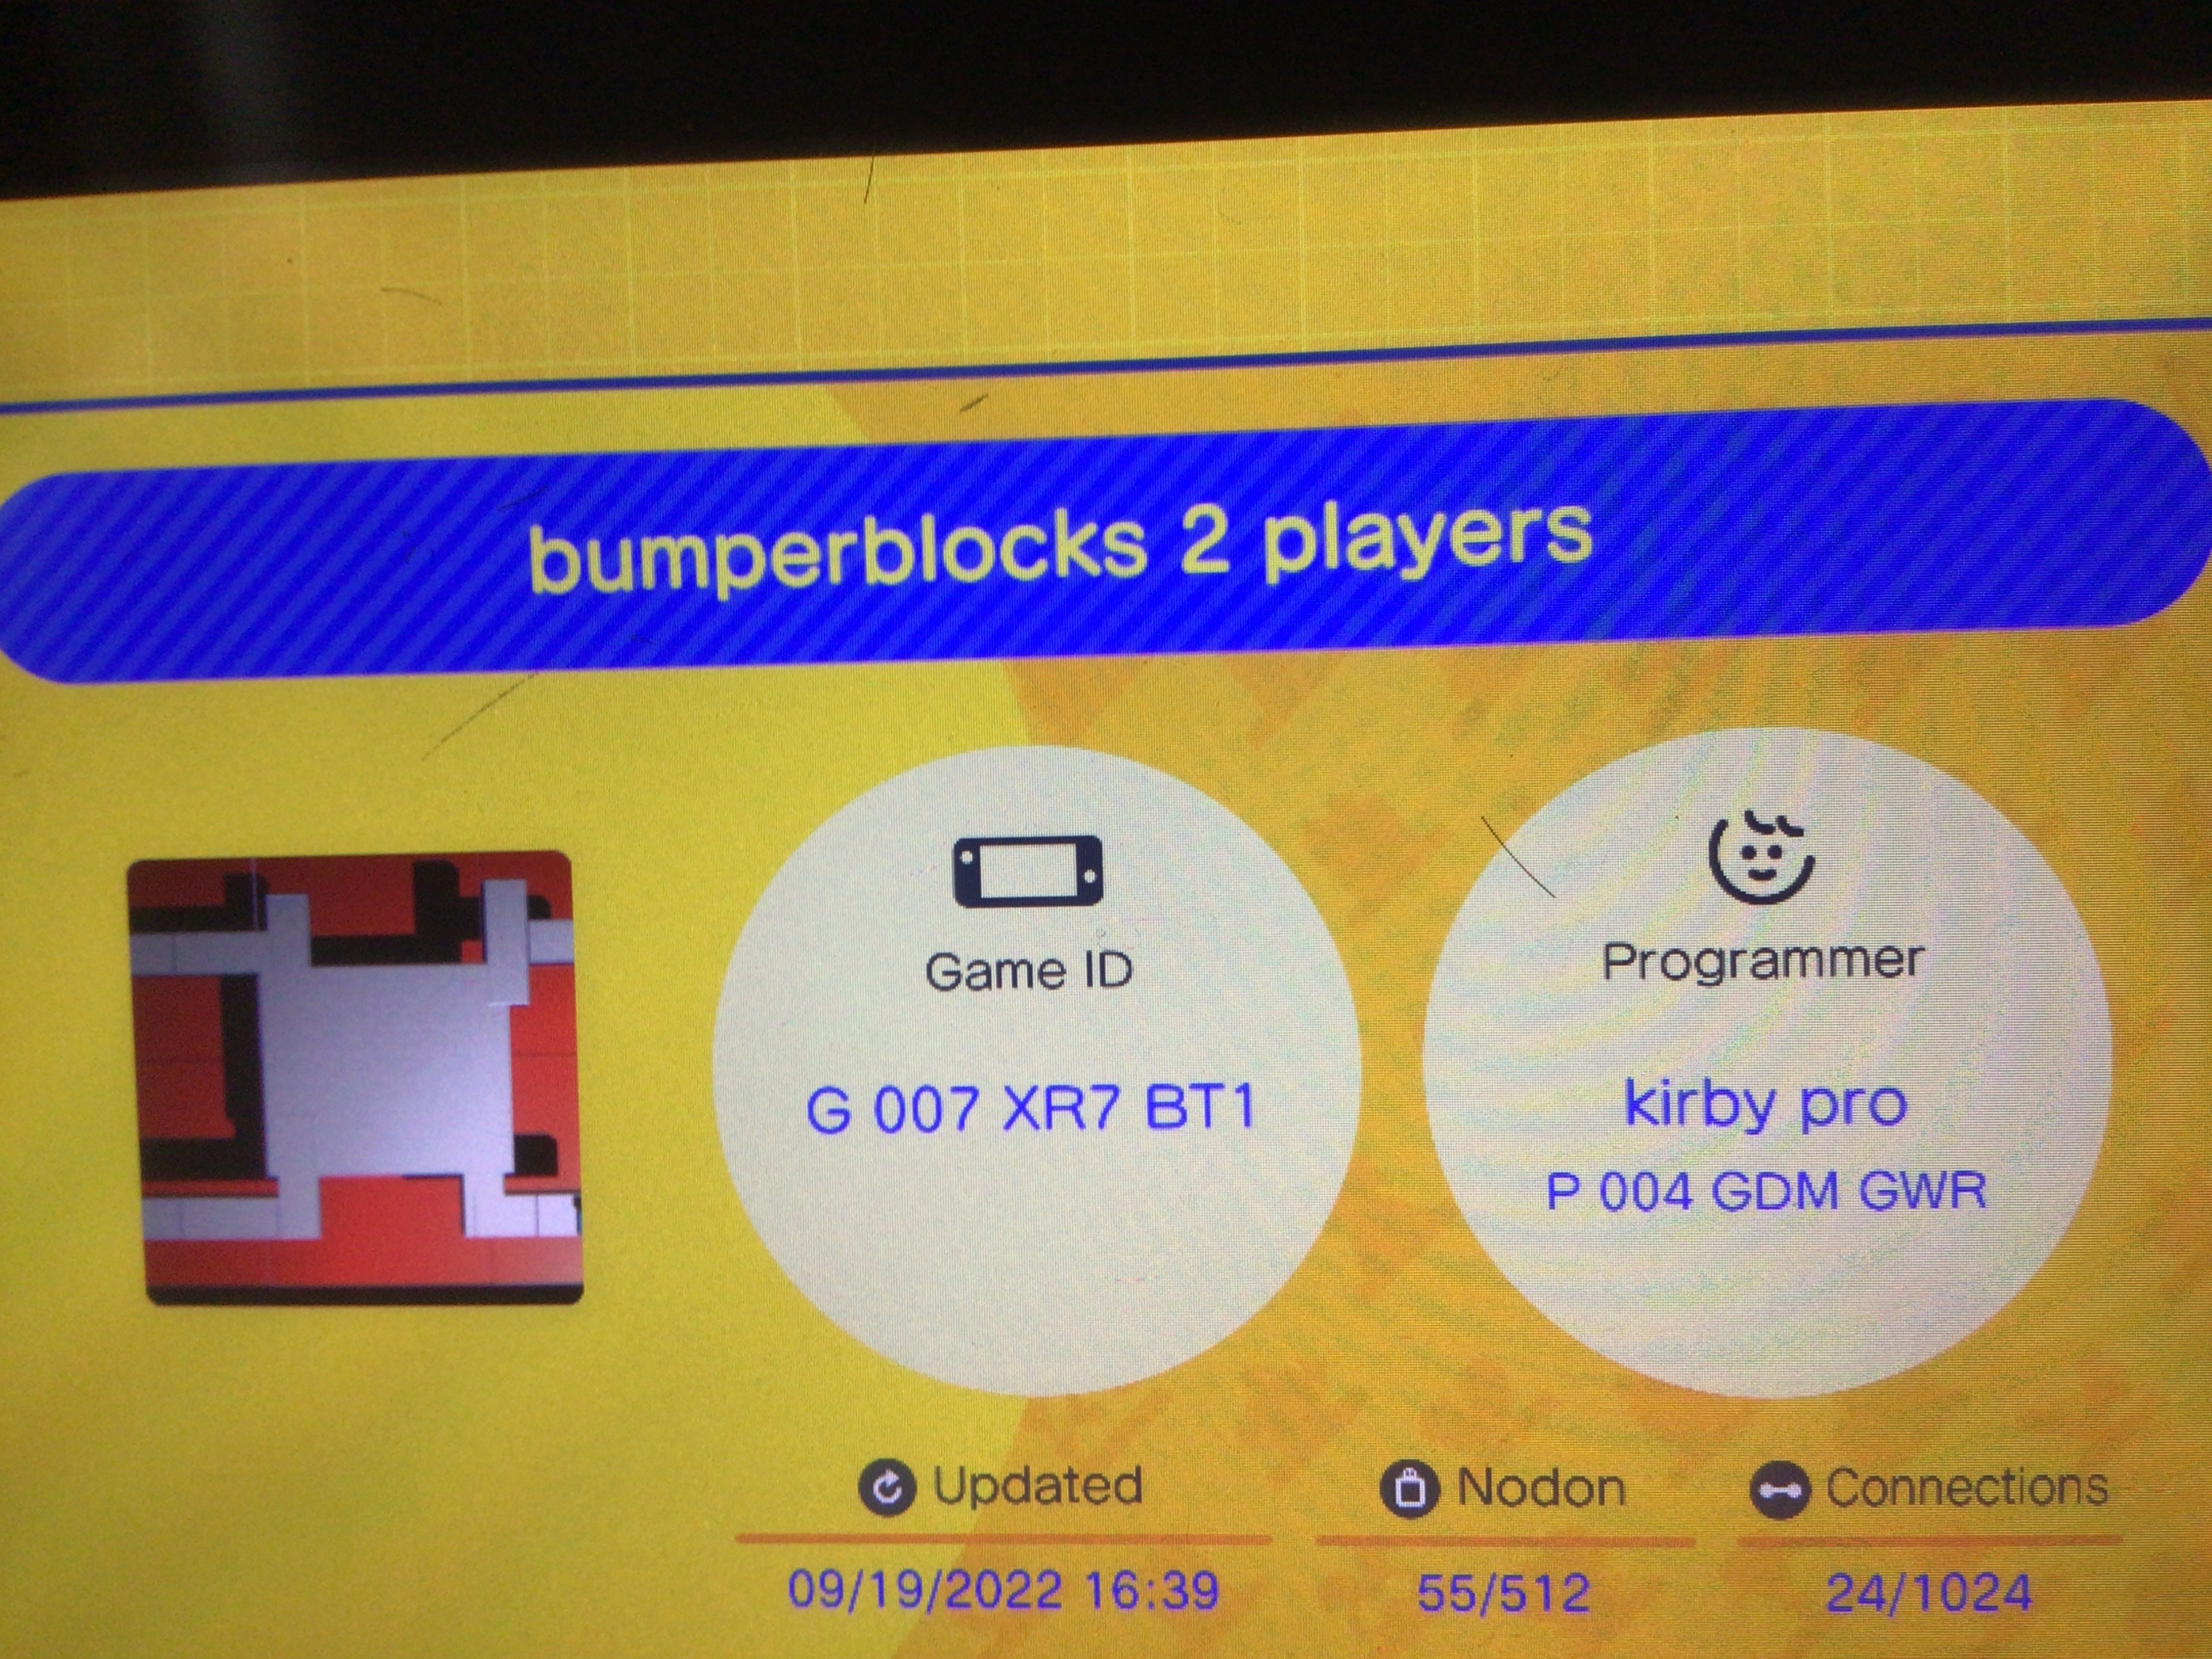 bumperblocks 2 players
Game ID
G 007 XR7 BT1
Programmer
kirby pro
P 004 GDM GWR
Updated
09/19/2022 16:39
Nodon
55/512
Connections
24/1024